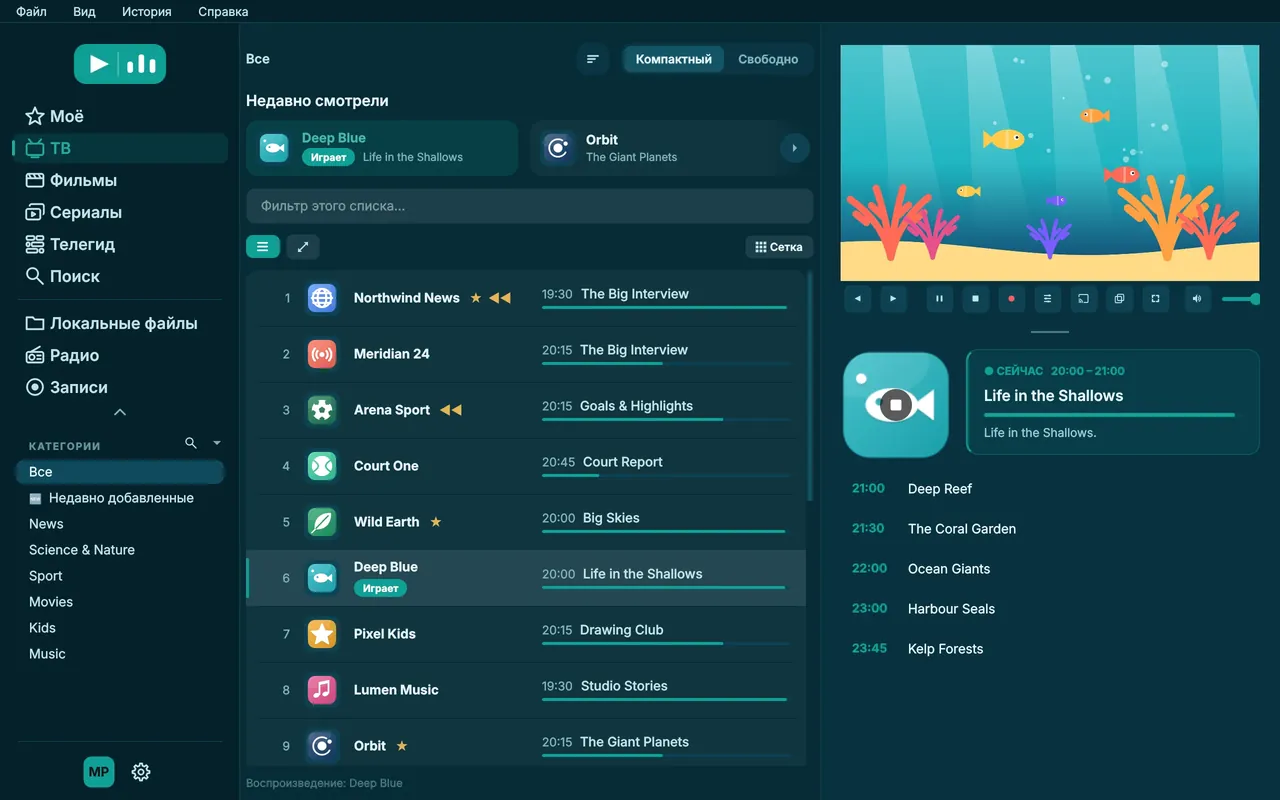 Файл Вид История Справка
Моё
ТВ
Фильмы
Сериалы
Телегид
Поиск
Локальные файлы
Радио
Записи
КАТЕГОРИИ
Все
Недавно добавленные
News
Science & Nature
Sport
Movies
Kids
Music
MP
Все
Компактный Свободно
Недавно смотрели
Deep Blue
Играет Life in the Shallows
Orbit
The Giant Planets
Фильтр этого списка...
Сетка
1 Northwind News 19:30 The Big Interview
2 Meridian 24 20:15 The Big Interview
3 Arena Sport 20:15 Goals & Highlights
4 Court One 20:45 Court Report
5 Wild Earth 20:00 Big Skies
6 Deep Blue Играет 20:00 Life in the Shallows
7 Pixel Kids 20:15 Drawing Club
8 Lumen Music 19:30 Studio Stories
9 Orbit 20:15 The Giant Planets
Воспроизведение: Deep Blue
СЕЙЧАС 20:00 – 21:00
Life in the Shallows
Life in the Shallows.
21:00 Deep Reef
21:30 The Coral Garden
22:00 Ocean Giants
23:00 Harbour Seals
23:45 Kelp Forests